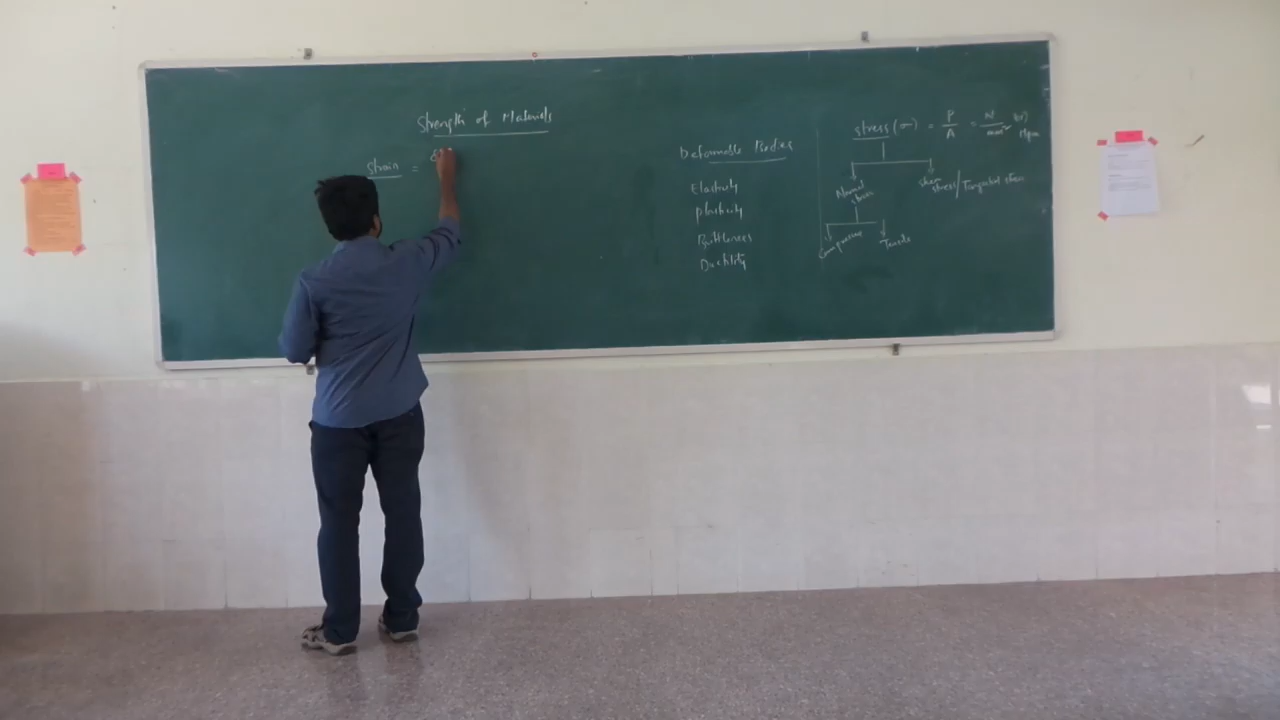 Strength of Materials
Strain =
Deformable Bodies
Elasticity
Plasticity
Brittleness
Ductility
stress (σ) = P/A = N/mm² (or) Mpa
Normal stress
shear stress/Tangential stress
Compressive
Tensile